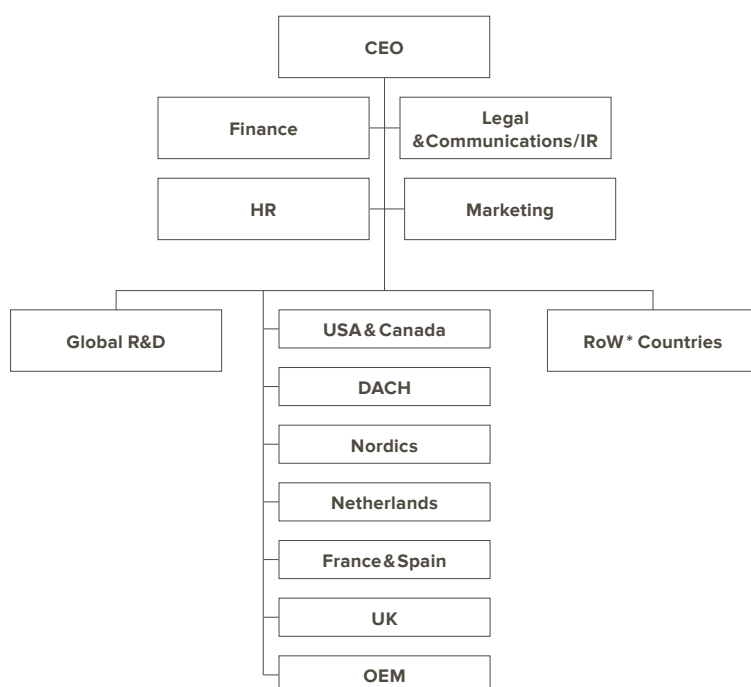 CEO
Finance
Legal
&Communications/IR
HR
Marketing
Global R&D
USA & Canada
RoW* Countries
DACH
Nordics
Netherlands
France & Spain
UK
OEM